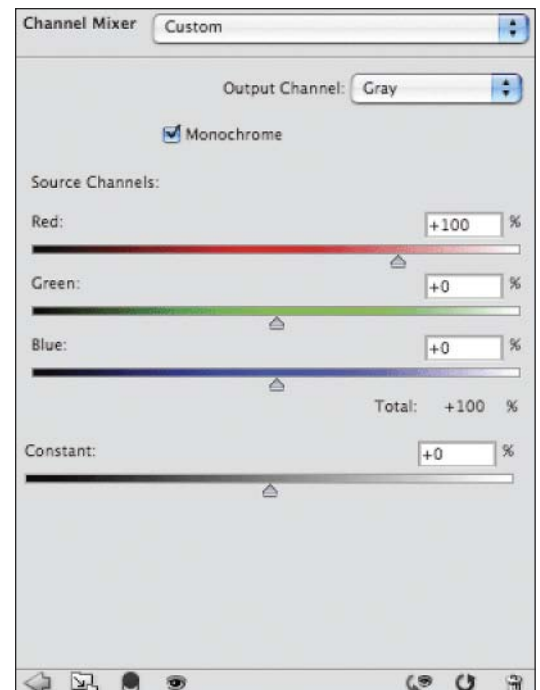 Channel Mixer Custom
Output Channel: Gray
Monochrome
Source Channels:
Red: +100 %
Green: +0 %
Blue: +0 %
Total: +100 %
Constant: +0 %